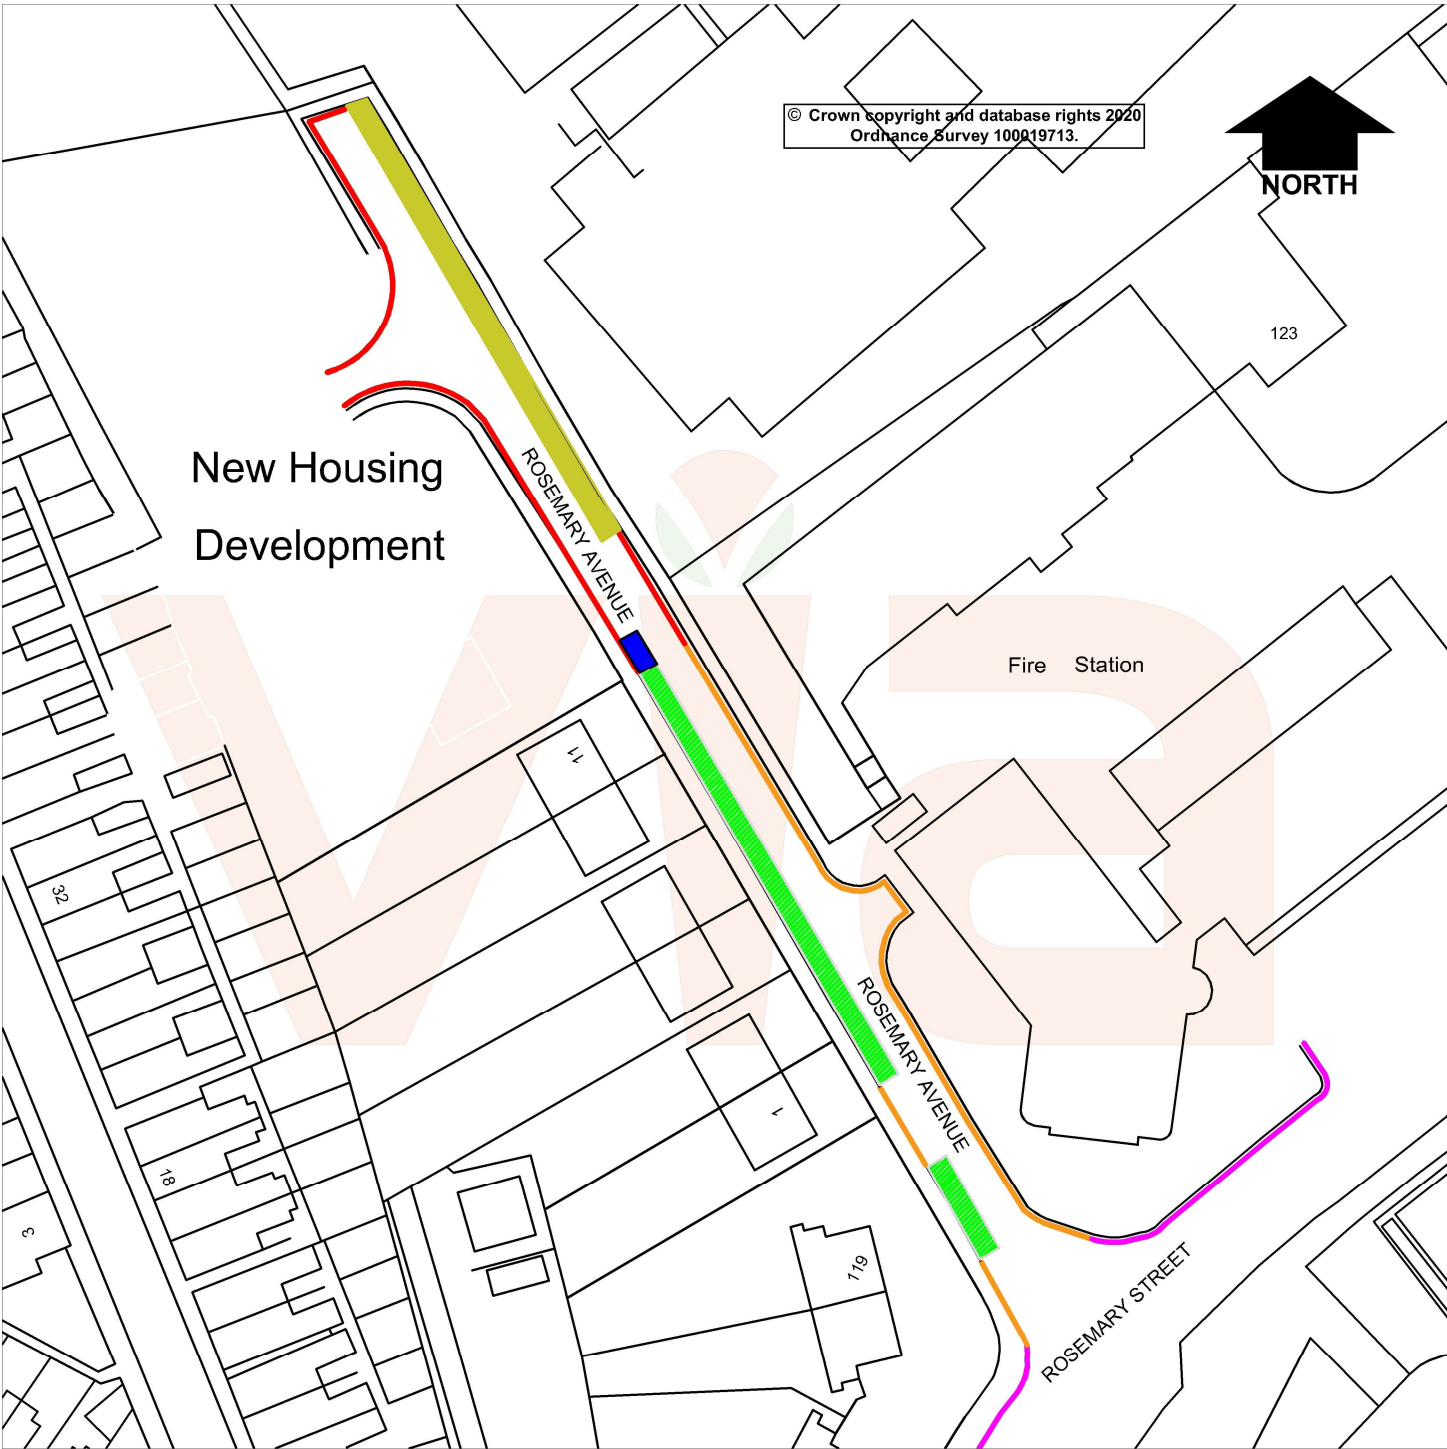 © Crown copyright and database rights 2020
Ordnance Survey 100019713.
NORTH
123
New Housing
Development
ROSEMARY AVENUE
Fire Station
11
32
ROSEMARY AVENUE
1
18
3
119
ROSEMARY STREET
via